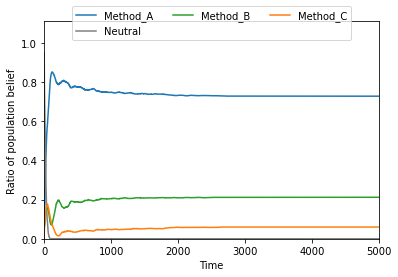 Method_A Method_B Method_C
Neutral
Ratio of population belief
1.0
0.8
0.6
0.4
0.2
0.0
0 1000 2000 3000 4000 5000
Time